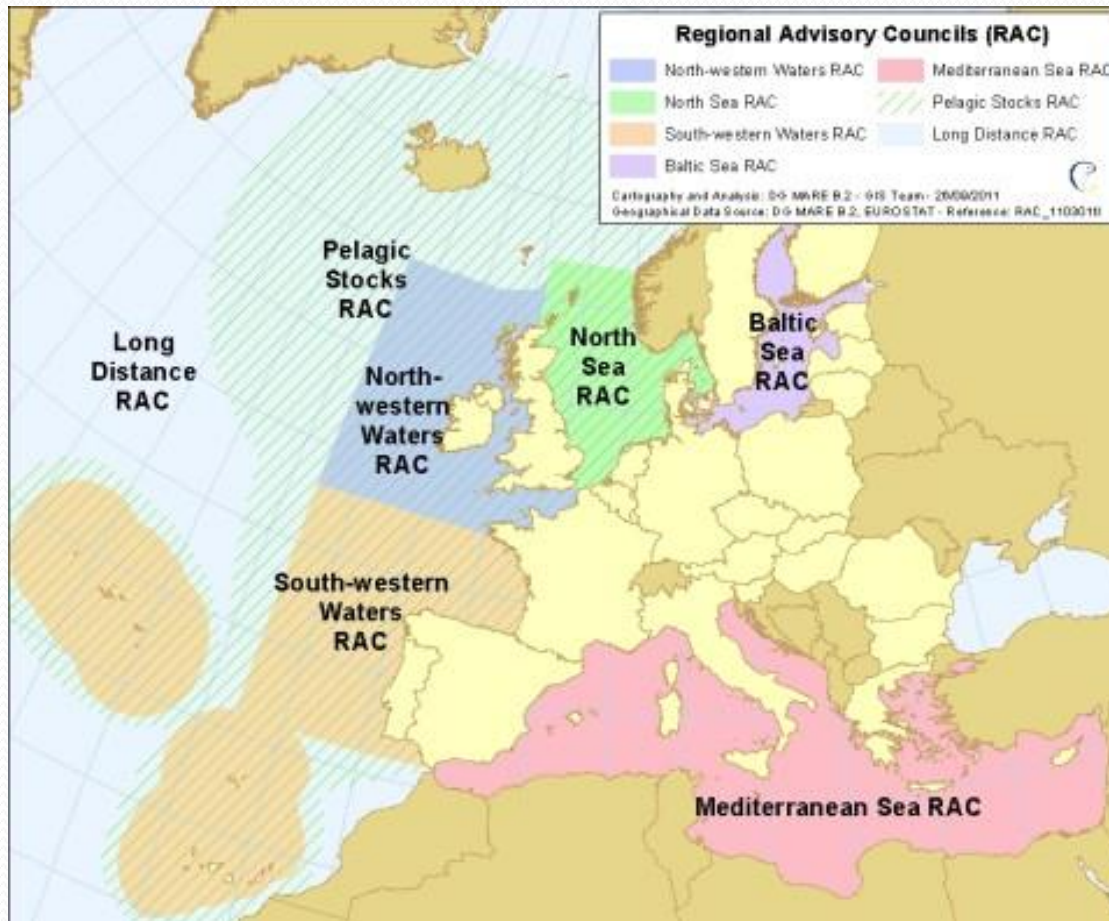 Regional Advisory Councils (RAC)
North-western Waters RAC
North Sea RAC
South-western Waters RAC
Baltic Sea RAC
Mediterranean Sea RAC
Pelagic Stocks RAC
Long Distance RAC
Cartography and Analysis: DG MARE B.2 - GIS Team - 26/09/2011
Geographical Data Source: DG MARE B.2, EUROSTAT - Reference:
Pelagic
Stocks
RAC
Long
Distance
RAC
North-
western
Waters
RAC
North
Sea
RAC
Baltic
Sea
RAC
South-western
Waters
RAC
Mediterranean Sea RAC